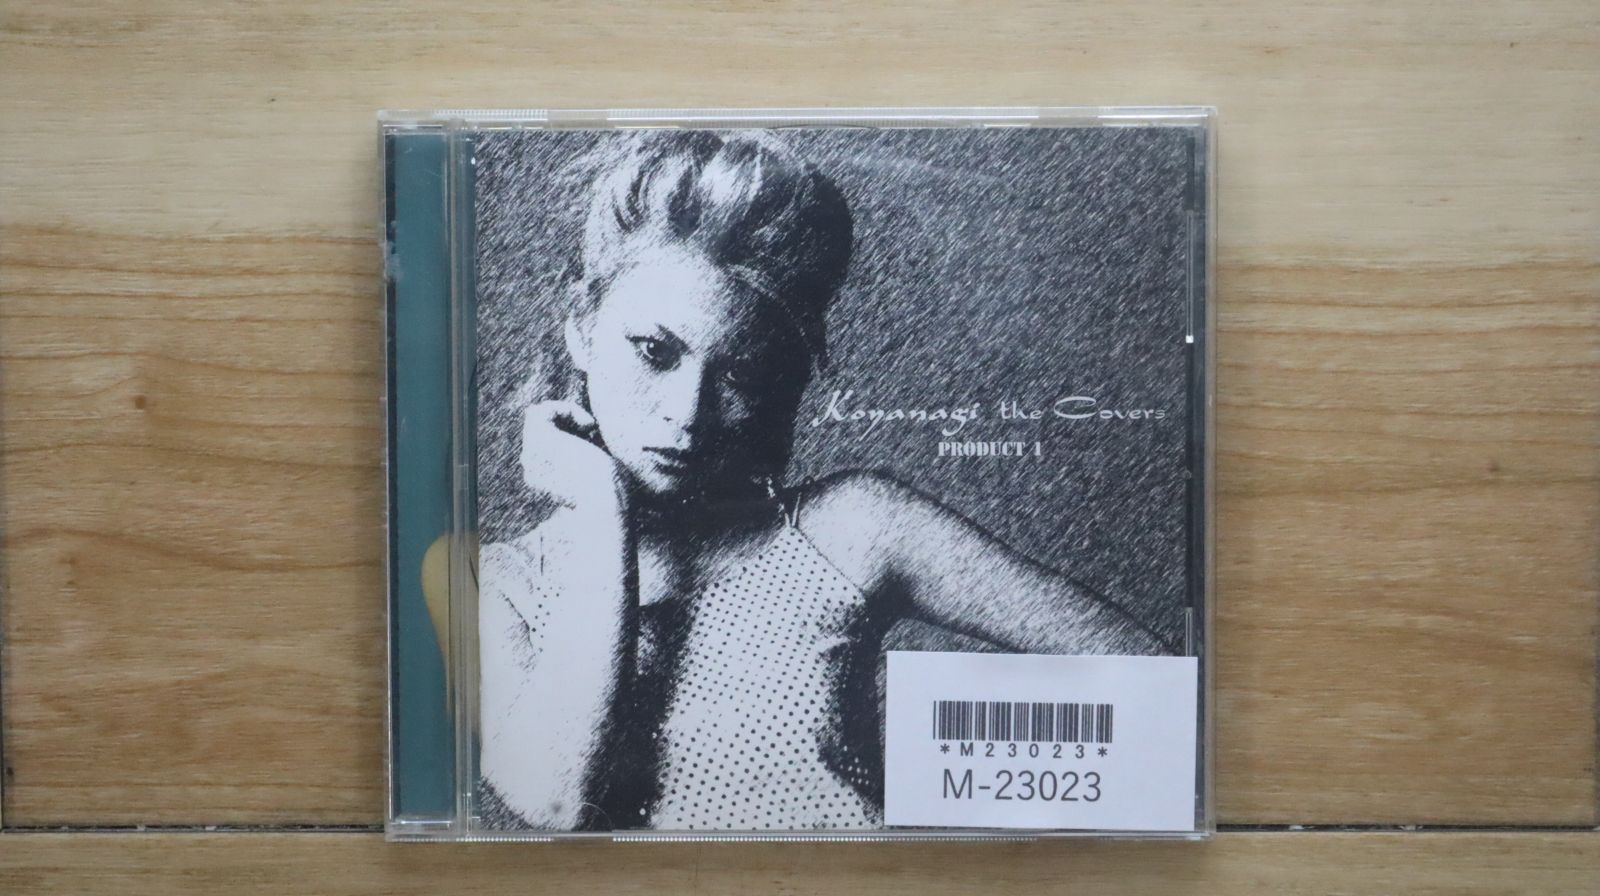 Koyanagi the Covers
PRODUCT 1
*M23023*
M-23023